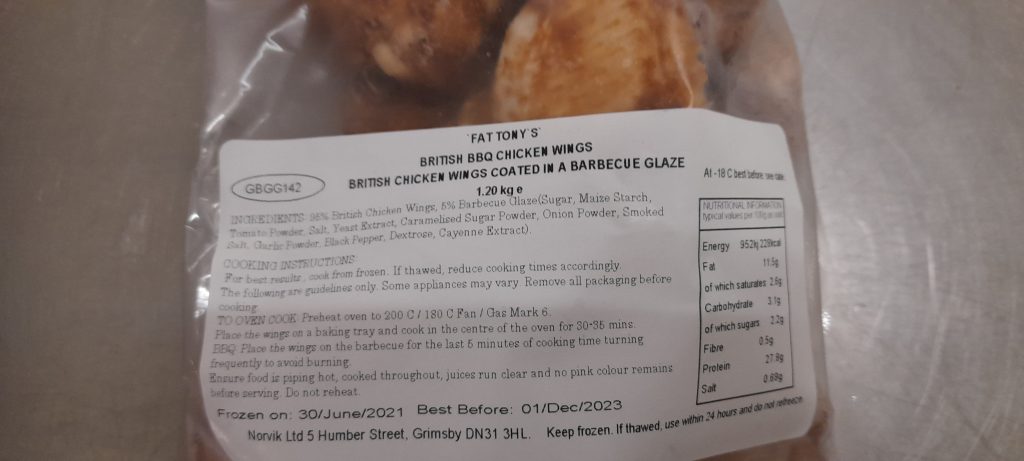 'FAT TONY'S'
BRITISH BBQ CHICKEN WINGS
BRITISH CHICKEN WINGS COATED IN A BARBECUE GLAZE
1.20 kg e
GBGG142
INGREDIENTS: 95% British Chicken Wings, 5% Barbecue Glaze(Sugar, Maize Starch,
Tomato Powder, Salt, Yeast Extract, Caramelised Sugar Powder, Onion Powder, Smoked
Salt, Garlic Powder, Black Pepper, Dextrose, Cayenne Extract).
COOKING INSTRUCTIONS:
For best results, cook from frozen. If thawed, reduce cooking times accordingly.
The following are guidelines only. Some appliances may vary. Remove all packaging before
cooking
TO OVEN COOK: Preheat oven to 200 C / 180 C Fan / Gas Mark 6.
Place the wings on a baking tray and cook in the centre of the oven for 30-35 mins.
BBQ: Place the wings on the barbecue for the last 5 minutes of cooking time turning
frequently to avoid burning.
Ensure food is piping hot, cooked throughout, juices run clear and no pink colour remains
before serving. Do not reheat.
Frozen on: 30/June/2021 Best Before: 01/Dec/2023
Norvik Ltd 5 Humber Street, Grimsby DN31 3HL. Keep frozen. If thawed, use within 24 hours and do not refreeze
At -18 C best before see date
NUTRITIONAL INFORMATION
typical values per 100g as sold
Energy 952kj 228kcal
Fat 11.5g
of which saturates 2.6g
Carbohydrate 3.1g
of which sugars 2.2g
Fibre 0.5g
Protein 27.8g
Salt 0.68g